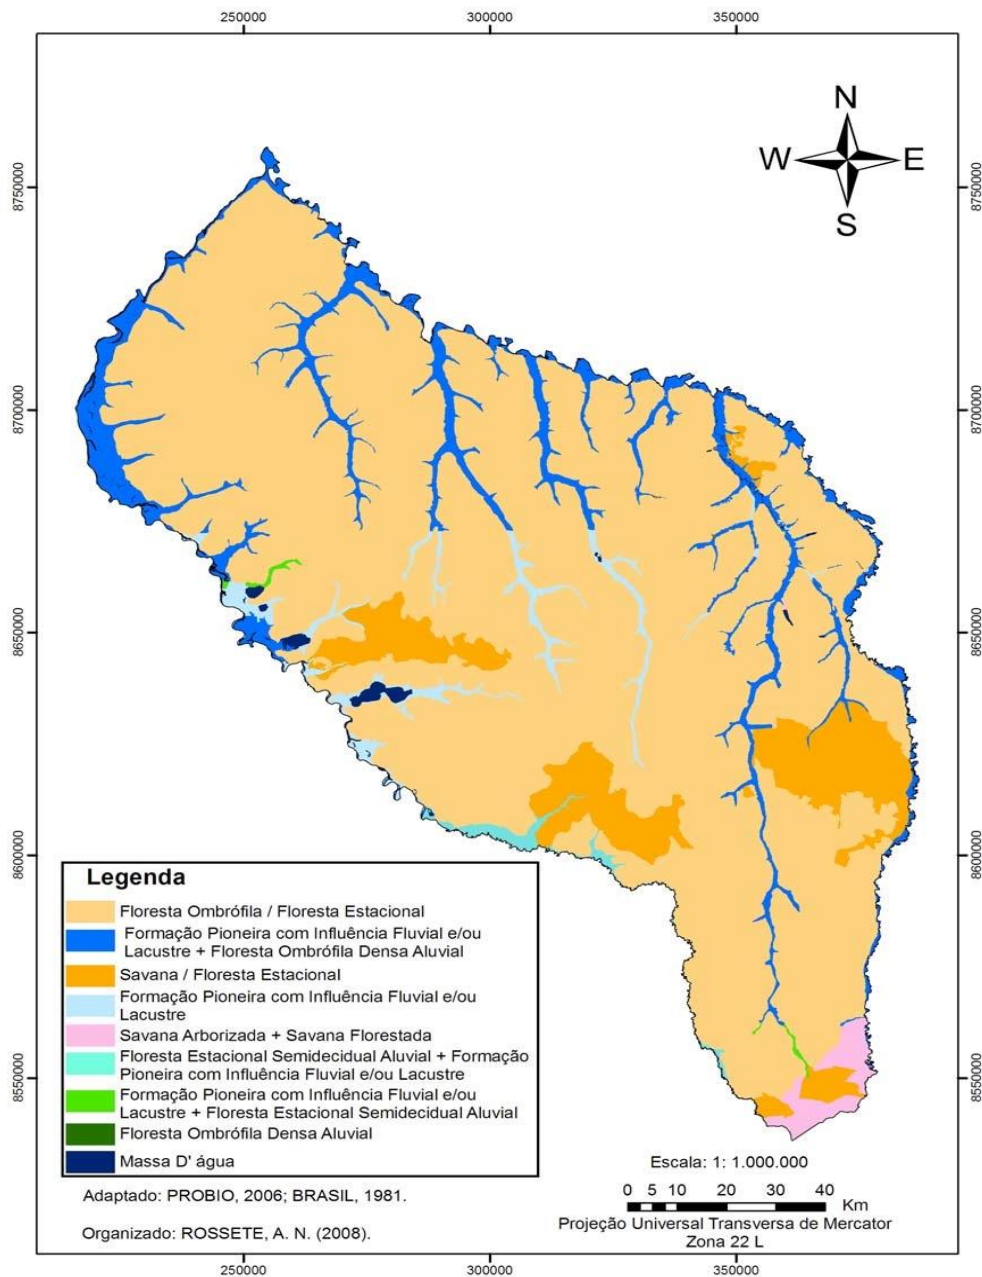 250000 300000 350000
N
W E
S
8750000 8750000
8700000 8700000
8650000 8650000
8600000 8600000
8550000 8550000
Legenda
Floresta Ombrófila / Floresta Estacional
Formação Pioneira com Influência Fluvial e/ou
Lacustre + Floresta Ombrófila Densa Aluvial
Savana / Floresta Estacional
Formação Pioneira com Influência Fluvial e/ou
Lacustre
Savana Arborizada + Savana Florestada
Floresta Estacional Semidecidual Aluvial + Formação
Pioneira com Influência Fluvial e/ou Lacustre
Formação Pioneira com Influência Fluvial e/ou
Lacustre + Floresta Estacional Semidecidual Aluvial
Floresta Ombrófila Densa Aluvial
Massa D' água
Adaptado: PROBIO, 2006; BRASIL, 1981.
Organizado: ROSSETE, A. N. (2008).
Escala: 1: 1.000.000
0 5 10 20 30 40
Km
Projeção Universal Transversa de Mercator
Zona 22 L
250000 300000 350000